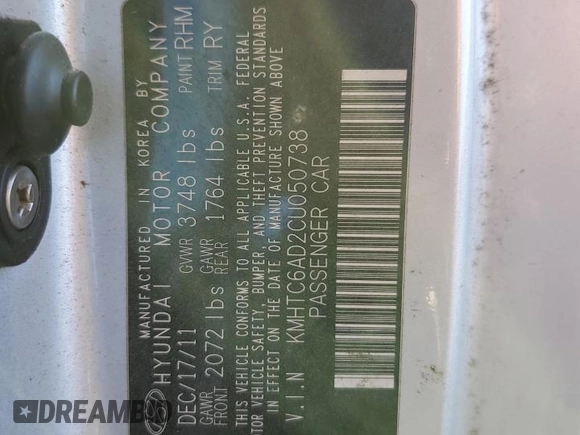 MANUFACTURED IN KOREA BY
HYUNDAI MOTOR COMPANY
DEC/17/11 GVWR 3748 lbs PAINT RHM
GAWR FRONT 2072 lbs GAWR REAR 1764 lbs TRIM RY
THIS VEHICLE CONFORMS TO ALL APPLICABLE U.S.A. FEDERAL
TOR VEHICLE SAFETY, BUMPER, AND THEFT PREVENTION STANDARDS
IN EFFECT ON THE DATE OF MANUFACTURE SHOWN ABOVE
V.I.N KMHTC6AD2CU050738
PASSENGER CAR
DREAMBID